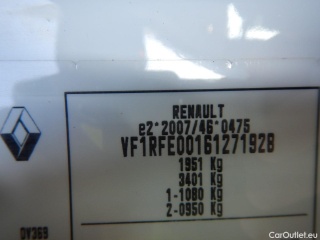 RENAULT
e2*2007/46*0475
VF1RFE00161271928
1951 Kg
3401 Kg
1-1080 Kg
2-0950 Kg
DV369
CarOutlet.eu